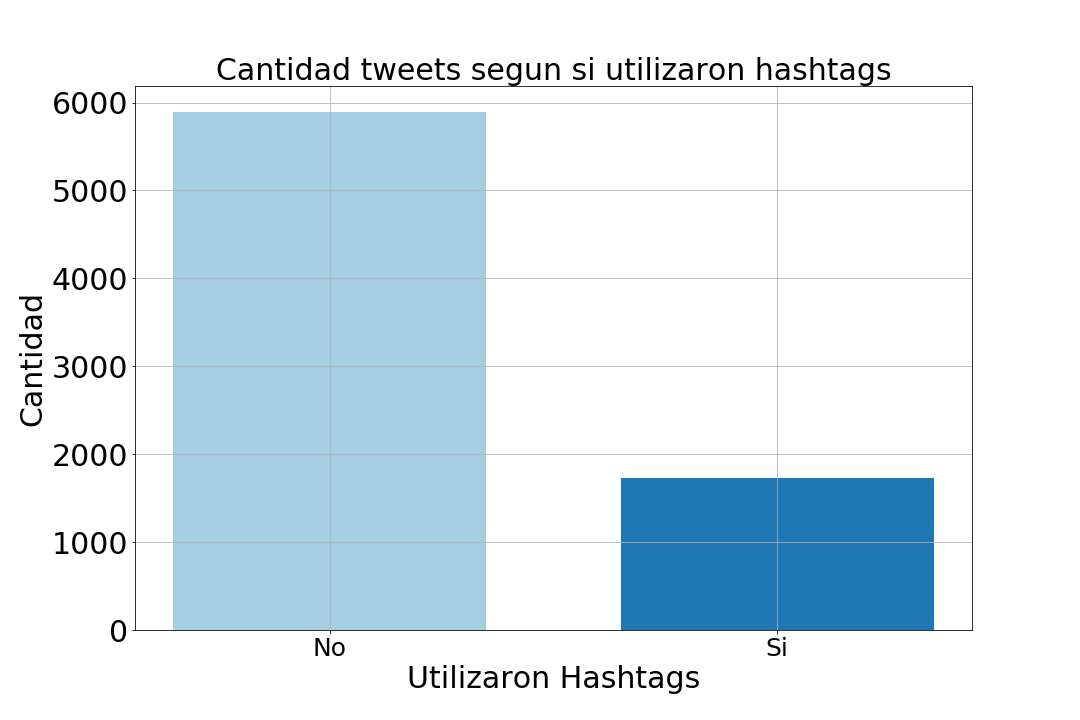 Cantidad tweets segun si utilizaron hashtags
6000
5000
4000
3000
2000
1000
0
Cantidad
No
Si
Utilizaron Hashtags